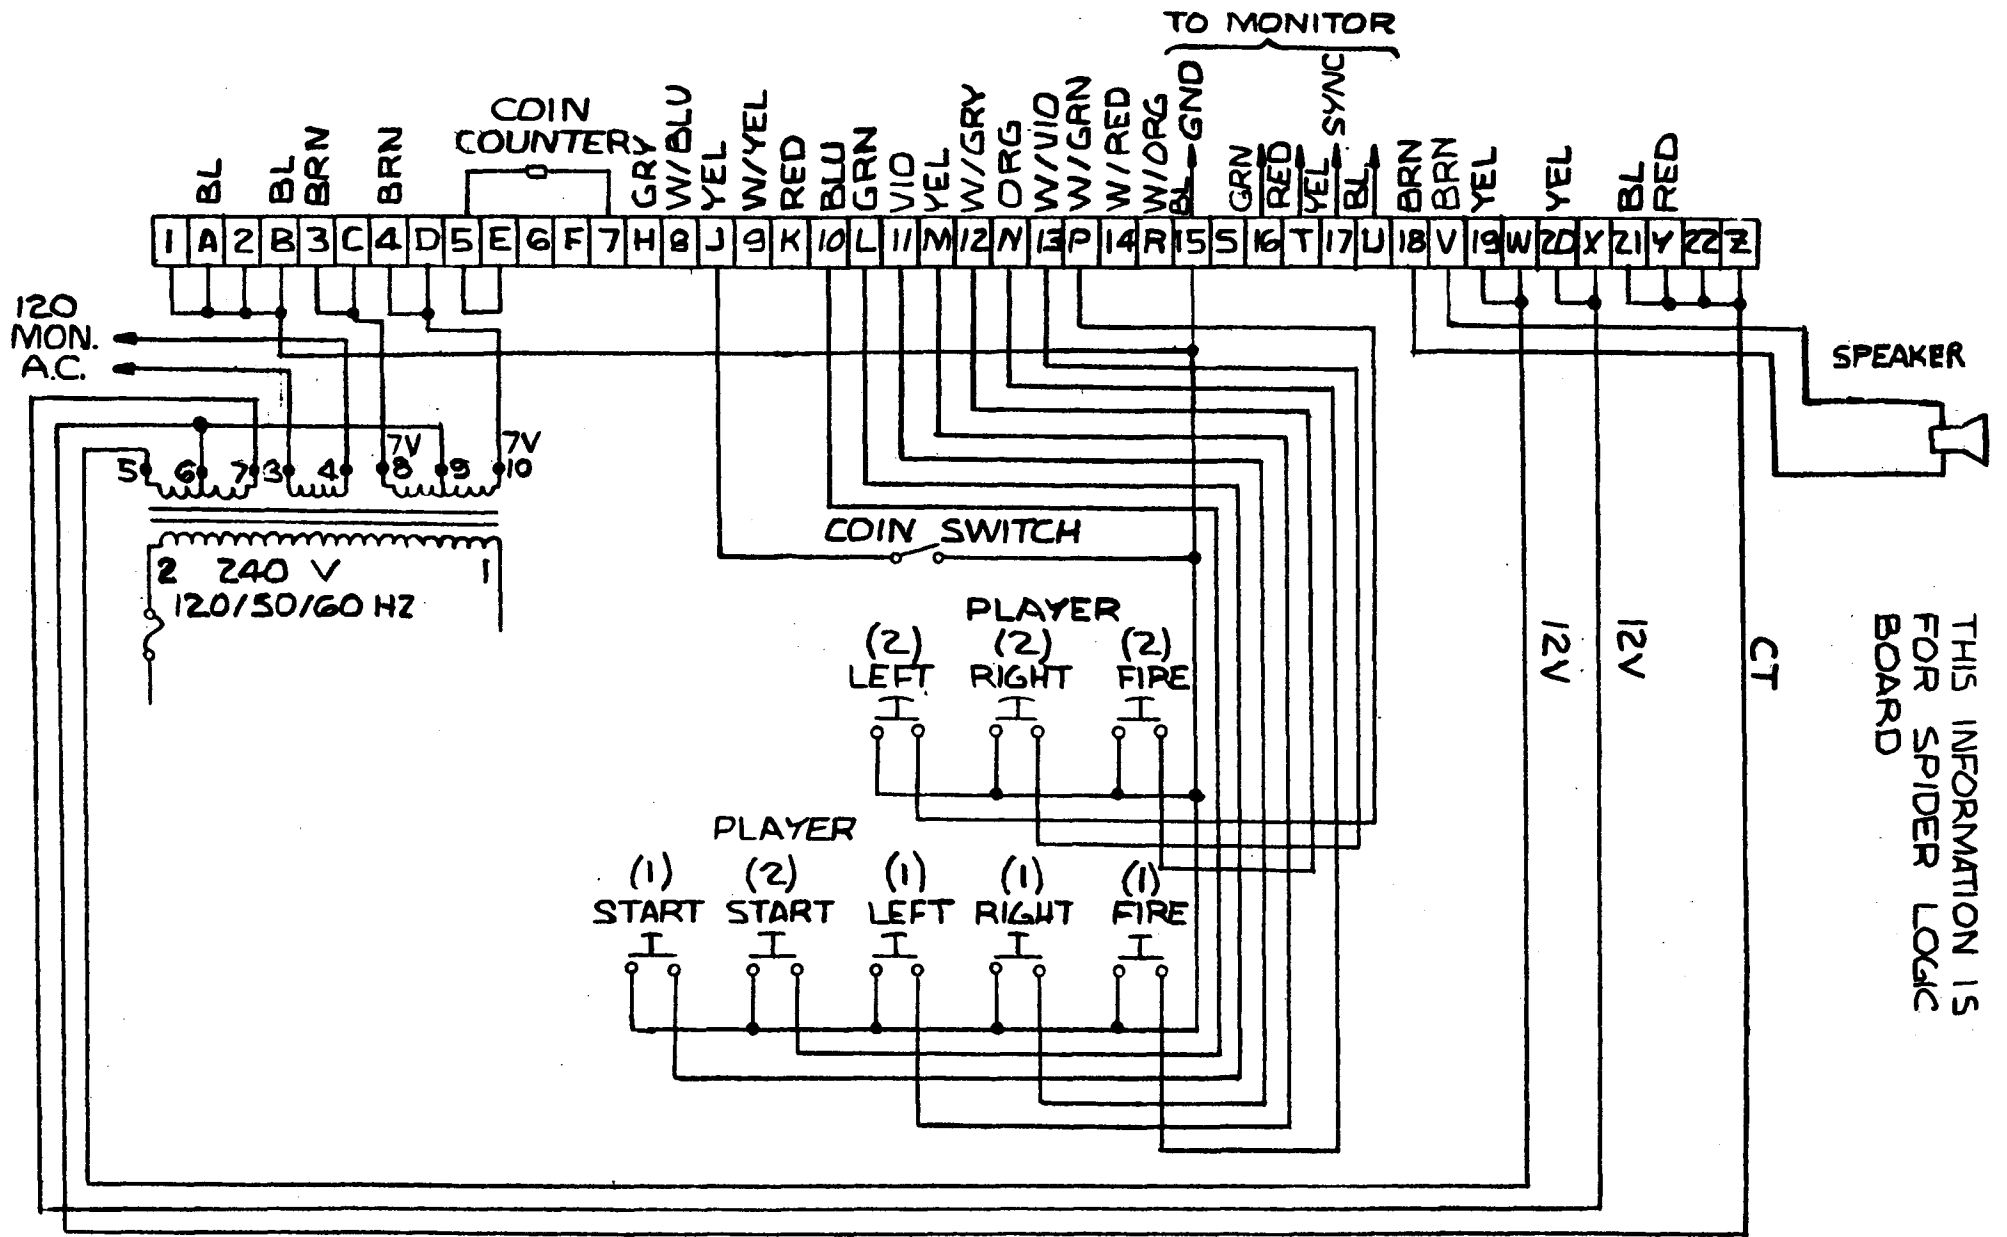 TO MONITOR
COIN
COUNTER
BL
BL
BRN
BRN
GRY
W/BLU
YEL
W/YEL
RED
BLU
GRN
VIO
YEL
W/GRY
ORG
W/VIO
W/GRN
W/RED
W/ORG
BL
GND
GRN
RED
YEL
SYNC
BL
BRN
BRN
YEL
YEL
BL
RED
1 A 2 B 3 C 4 D 5 E 6 F 7 H 8 J 9 K 10 L 11 M 12 N 13 P 14 R 15 S 16 T 17 U 18 V 19 W 20 X 21 Y 22 Z
120
MON.
A.C.
SPEAKER
7V 7V
5 6 7 3 4 8 9 10
COIN SWITCH
2 240 V 1
120/50/60 HZ
PLAYER
(2) (2) (2)
LEFT RIGHT FIRE
12V
12V
CT
PLAYER
(1) (2) (1) (1) (1)
START START LEFT RIGHT FIRE
THIS INFORMATION IS
FOR SPIDER LOGIC
BOARD